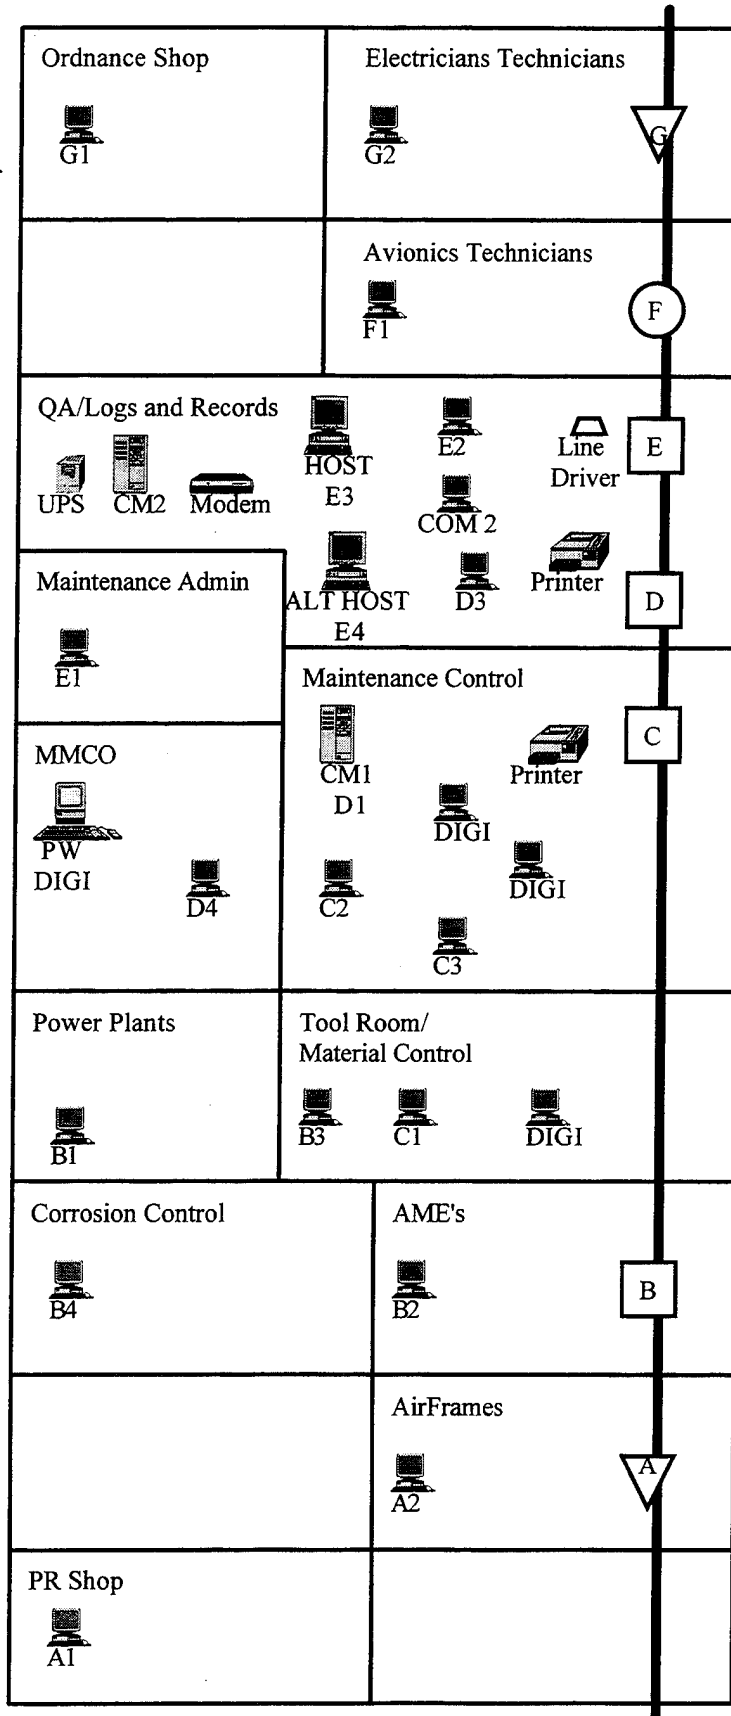 Ordnance Shop
G1
Electricians Technicians
G2
G
Avionics Technicians
F1
F
QA/Logs and Records
UPS
CM2
Modem
HOST
E3
E2
COM 2
Line
Driver
E
ALT HOST
E4
D3
Printer
D
Maintenance Admin
E1
Maintenance Control
CM1
D1
Printer
DIGI
DIGI
C2
C3
C
MMCO
PW
DIGI
D4
Power Plants
B1
Tool Room/
Material Control
B3
C1
DIGI
Corrosion Control
B4
AME's
B2
B
AirFrames
A2
A
PR Shop
A1